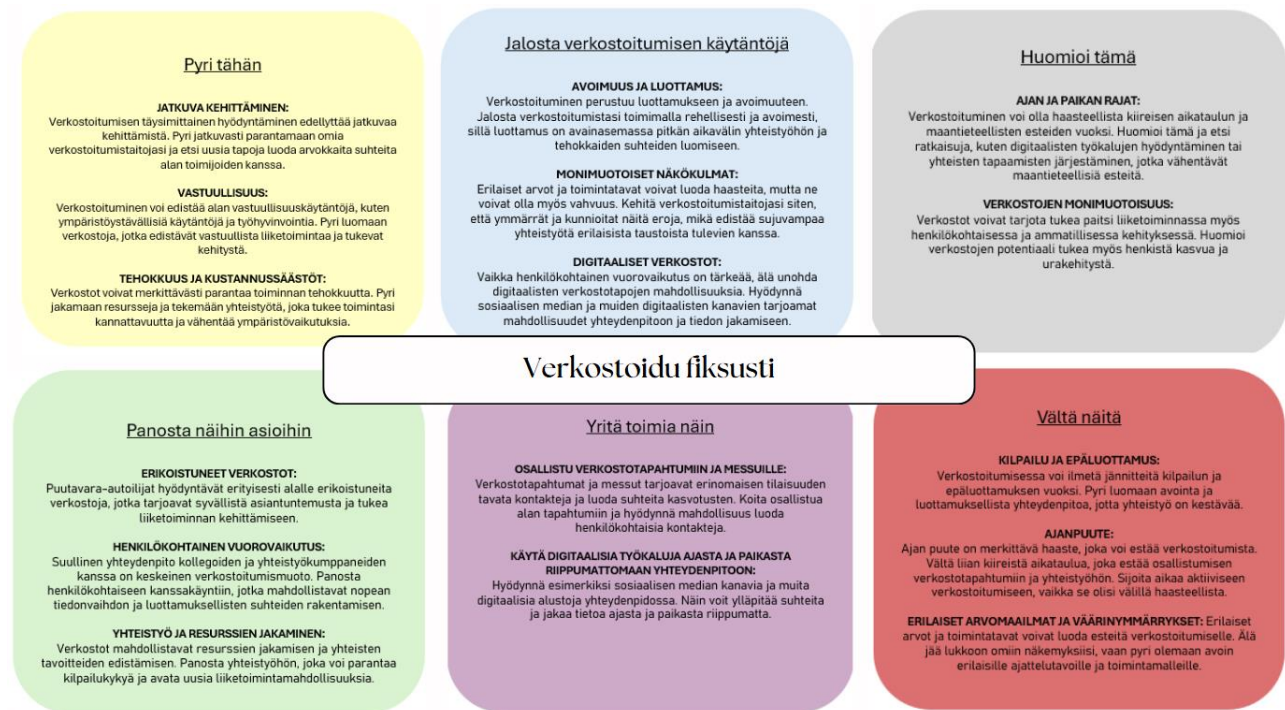 Pyri tähän
JATKUVA KEHITTÄMINEN:
Verkostoitumisen täysimittainen hyödyntäminen edellyttää jatkuvaa
kehittämistä. Pyri jatkuvasti parantamaan omia
verkostoitumistaitojasi ja etsi uusia tapoja luoda arvokkaita suhteita
alan toimijoiden kanssa.
VASTUULLISUUS:
Verkostoituminen voi edistää alan vastuullisuuskäytäntöjä, kuten
ympäristöystävällisiä käytäntöjä ja työhyvinvointia. Pyri luomaan
verkostoja, jotka edistävät vastuullista liiketoimintaa ja tukevat
kehitystä.
TEHOKKUUS JA KUSTANNUSSÄÄSTÖT:
Verkostot voivat merkittävästi parantaa toiminnan tehokkuutta. Pyri
jakamaan resursseja ja tekemään yhteistyötä, joka tukee toimintasi
kannattavuutta ja vähentää ympäristövaikutuksia.
Jalosta verkostoitumisen käytäntöjä
AVOIMUUS JA LUOTTAMUS:
Verkostoituminen perustuu luottamukseen ja avoimuuteen.
Jalosta verkostoitumistasi toimimalla rehellisesti ja avoimesti,
sillä luottamus on avainasemassa pitkän aikavälin yhteistyöhön ja
tehokkaiden suhteiden luomiseen.
MONIMUOTOISET NÄKÖKULMAT:
Erilaiset arvot ja toimintatavat voivat luoda haasteita, mutta ne
voivat olla myös vahvuus. Kehitä verkostoitumistaitojasi siten,
että ymmärrät ja kunnioitat näitä eroja, mikä edistää sujuvampaa
yhteistyötä erilaisista taustoista tulevien kanssa.
DIGITAALISET VERKOSTOT:
Vaikka henkilökohtainen vuorovaikutus on tärkeää, älä unohda
digitaalisten verkostotapojen mahdollisuuksia. Hyödynnä
sosiaalisen median ja muiden digitaalisten kanavien tarjoamat
mahdollisuudet yhteydenpitoon ja tiedon jakamiseen.
Huomioi tämä
AJAN JA PAIKAN RAJAT:
Verkostoituminen voi olla haasteellista kiireisen aikataulun ja
maantieteellisten esteiden vuoksi. Huomioi tämä ja etsi
ratkaisuja, kuten digitaalisten työkalujen hyödyntäminen tai
yhteisten tapaamisten järjestäminen, jotka vähentävät
maantieteellisiä esteitä.
VERKOSTOJEN MONIMUOTOISUUS:
Verkostot voivat tarjota tukea paitsi liiketoiminnassa myös
henkilökohtaisessa ja ammatillisessa kehityksessä. Huomioi
verkostojen potentiaali tukea myös henkistä kasvua ja
urakehitystä.
Verkostoidu fiksusti
Panosta näihin asioihin
ERIKOISTUNEET VERKOSTOT:
Puutavara-autoilijat hyödyntävät erityisesti alalle erikoistuneita
verkostoja, jotka tarjoavat syvällistä asiantuntemusta ja tukea
liiketoiminnan kehittämiseen.
HENKILÖKOHTAINEN VUOROVAIKUTUS:
Suullinen yhteydenpito kollegoiden ja yhteistyökumppaneiden
kanssa on keskeinen verkostoitumismuoto. Panosta
henkilökohtaiseen kanssakäyntiin, jotka mahdollistavat nopean
tiedonvaihdon ja luottamuksellisten suhteiden rakentamisen.
YHTEISTYÖ JA RESURSSIEN JAKAMINEN:
Verkostot mahdollistavat resurssien jakamisen ja yhteisten
tavoitteiden edistämisen. Panosta yhteistyöhön, joka voi parantaa
kilpailukykyä ja avata uusia liiketoimintamahdollisuuksia.
Yritä toimia näin
OSALLISTU VERKOSTOTAPAHTUMIIN JA MESSUILLE:
Verkostotapahtumat ja messut tarjoavat erinomaisen tilaisuuden
tavata kontakteja ja luoda suhteita kasvotusten. Koita osallistua
alan tapahtumiin ja hyödynnä mahdollisuus luoda
henkilökohtaisia kontakteja.
KÄYTÄ DIGITAALISIA TYÖKALUJA AJASTA JA PAIKASTA
RIIPPUMATTOMAAN YHTEYDENPITOON:
Hyödynnä esimerkiksi sosiaalisen median kanavia ja muita
digitaalisia alustoja yhteydenpidossa. Näin voit ylläpitää suhteita
ja jakaa tietoa ajasta ja paikasta riippumatta.
Vältä näitä
KILPAILU JA EPÄLUOTTAMUS:
Verkostoitumisessa voi ilmetä jännitteitä kilpailun ja
epäluottamuksen vuoksi. Pyri luomaan avointa ja
luottamuksellista yhteydenpitoa, jotta yhteistyö on kestävää.
AJANPUUTE:
Ajan puute on merkittävä haaste, joka voi estää verkostoitumista.
Vältä liian kiireistä aikataulua, joka estää osallistumisen
verkostotapahtumiin ja yhteistyöhön. Sijoita aikaa aktiiviseen
verkostoitumiseen, vaikka se olisi välillä haasteellista.
ERILAISET ARVOMAAILMAT JA VÄÄRINYMMÄRRYKSET: Erilaiset
arvot ja toimintatavat voivat luoda esteitä verkostoitumiselle. Älä
jää lukkoon omiin näkemyksiisi, vaan pyri olemaan avoin
erilaisille ajattelutavoille ja toimintamalleille.